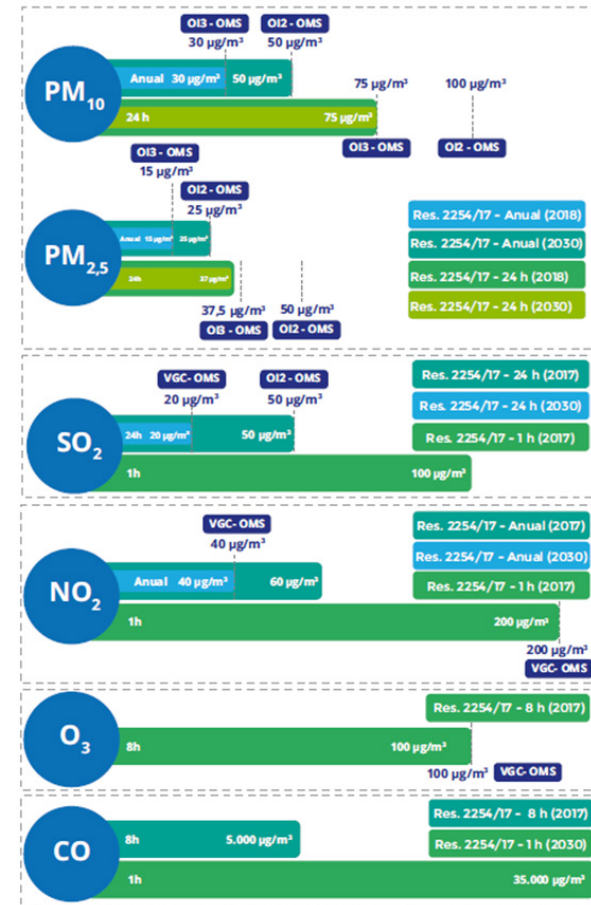 OI3 - OMS OI2 - OMS
30 µg/m³ 50 µg/m³
PM10
Anual 30 µg/m³ 50 µg/m³
75 µg/m³ 100 µg/m³
24 h 75 µg/m³
OI3 - OMS OI2 - OMS
OI3 - OMS
15 µg/m³
OI2 - OMS
25 µg/m³
PM2,5
Anual 15 µg/m³ 25 µg/m³
24h 37 µg/m³
37,5 µg/m³ 50 µg/m³
OI3 - OMS OI2 - OMS
Res. 2254/17 - Anual (2018)
Res. 2254/17 - Anual (2030)
Res. 2254/17 - 24 h (2018)
Res. 2254/17 - 24 h (2030)
VGC- OMS OI2 - OMS
20 µg/m³ 50 µg/m³
SO2
24h 20 µg/m³ 50 µg/m³
1h 100 µg/m³
Res. 2254/17 - 24 h (2017)
Res. 2254/17 - 24 h (2030)
Res. 2254/17 - 1 h (2017)
VGC- OMS
40 µg/m³
NO2
Anual 40 µg/m³ 60 µg/m³
1h 200 µg/m³
200 µg/m³
VGC- OMS
Res. 2254/17 - Anual (2017)
Res. 2254/17 - Anual (2030)
Res. 2254/17 - 1 h (2017)
Res. 2254/17 - 8 h (2017)
O3
8h 100 µg/m³
100 µg/m³ VGC- OMS
Res. 2254/17 - 8 h (2017)
Res. 2254/17 - 1 h (2030)
CO
8h 5.000 µg/m³
1h 35.000 µg/m³